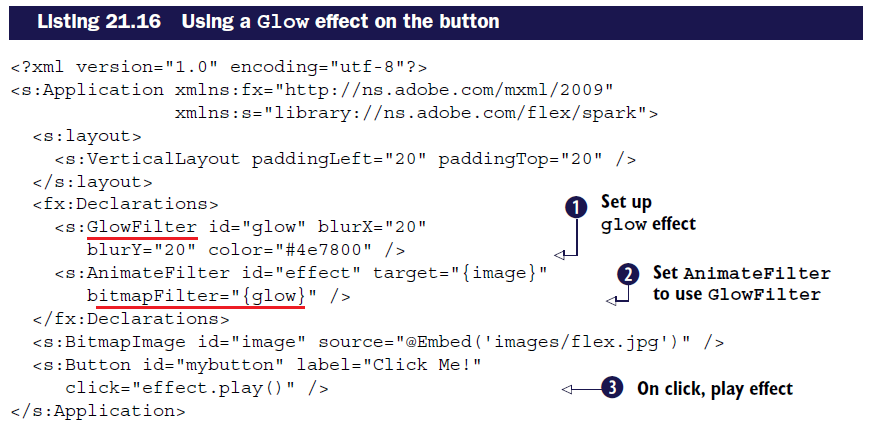 Listing 21.16 Using a Glow effect on the button
<?xml version="1.0" encoding="utf-8"?>
<s:Application xmlns:fx="http://ns.adobe.com/mxml/2009"
xmlns:s="library://ns.adobe.com/flex/spark">
<s:layout>
<s:VerticalLayout paddingLeft="20" paddingTop="20" />
</s:layout>
<fx:Declarations>
<s:GlowFilter id="glow" blurX="20"
blurY="20" color="#4e7800" />
<s:AnimateFilter id="effect" target="{image}"
bitmapFilter="{glow}" />
</fx:Declarations>
<s:BitmapImage id="image" source="@Embed('images/flex.jpg')" />
<s:Button id="mybutton" label="Click Me!"
click="effect.play()" />
</s:Application>
1 Set up
glow effect
2 Set AnimateFilter
to use GlowFilter
3 On click, play effect